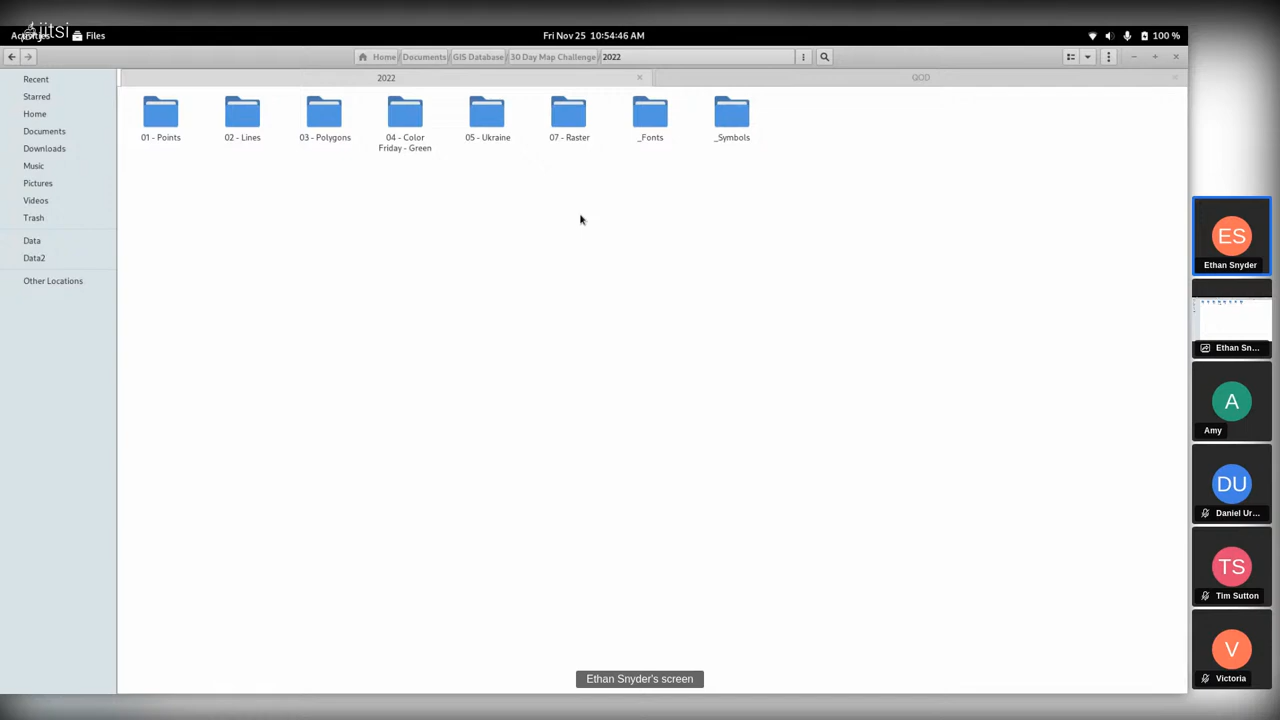 jitsi
Activities
Files
Fri Nov 25 10:54:46 AM
100 %
Home
Documents
GIS Database
30 Day Map Challenge
2022
2022
QOD
Recent
Starred
Home
Documents
Downloads
Music
Pictures
Videos
Trash
Data
Data2
Other Locations
01 - Points
02 - Lines
03 - Polygons
04 - Color
Friday - Green
05 - Ukraine
07 - Raster
_Fonts
_Symbols
ES
Ethan Snyder
Ethan Sn...
A
Amy
DU
Daniel Ur...
TS
Tim Sutton
V
Victoria
Ethan Snyder's screen